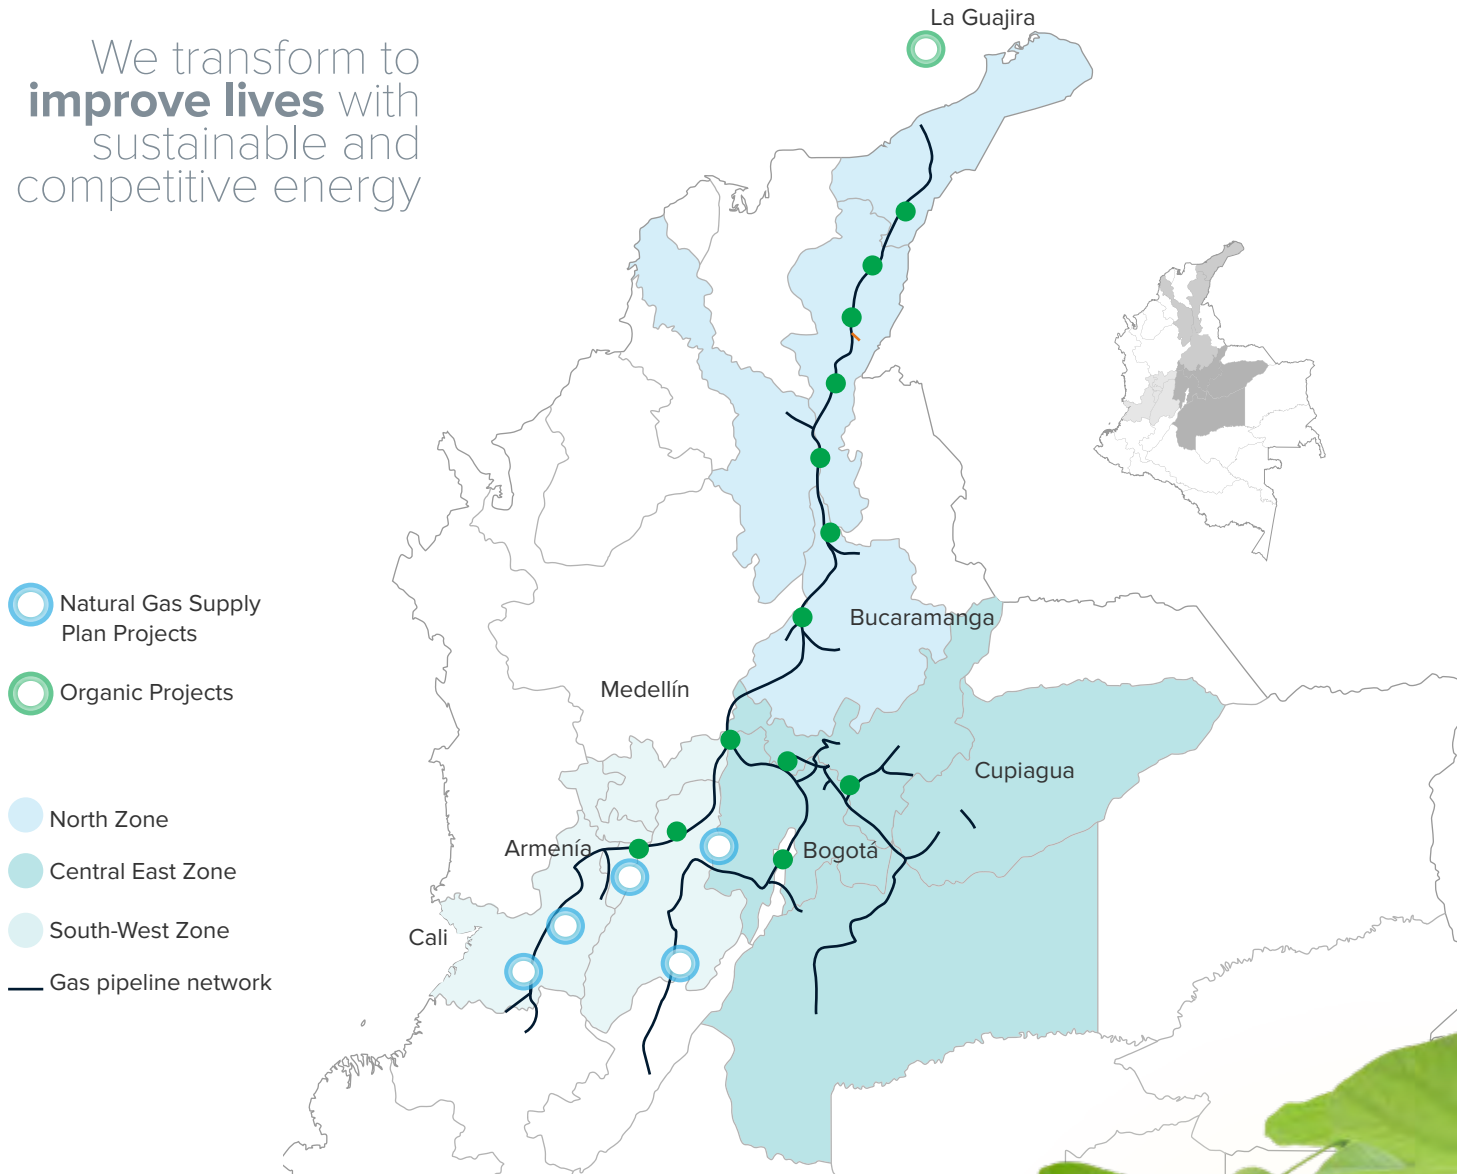 We transform to
improve lives with
sustainable and
competitive energy
La Guajira
Natural Gas Supply
Plan Projects
Organic Projects
North Zone
Central East Zone
South-West Zone
Gas pipeline network
Bucaramanga
Medellín
Cupiagua
Armenía
Bogotá
Cali